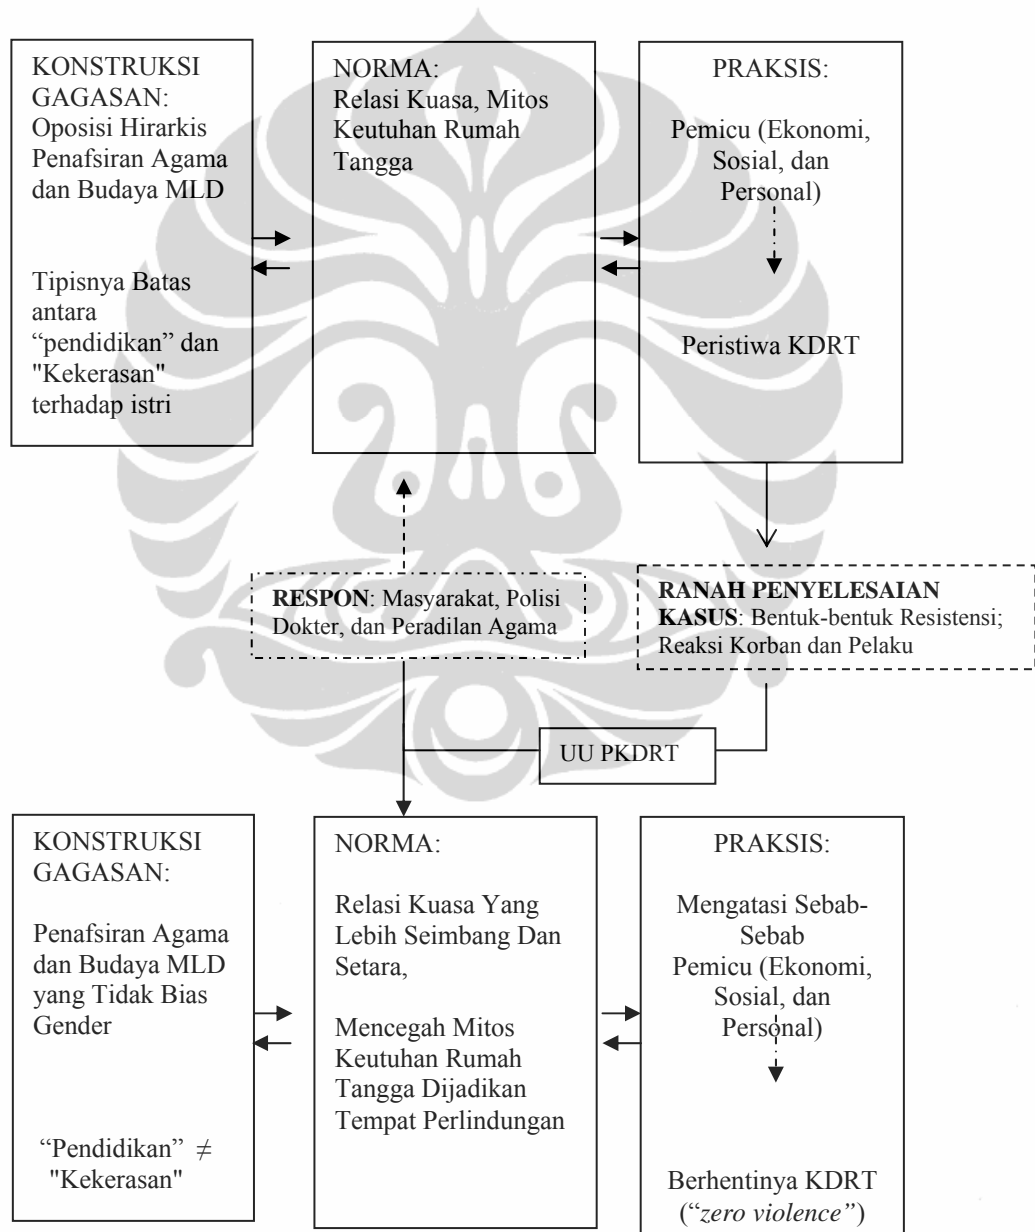 KONSTRUKSI
GAGASAN:
Oposisi Hirarkis
Penafsiran Agama
dan Budaya MLD
Tipisnya Batas
antara
“pendidikan” dan
"Kekerasan"
terhadap istri
NORMA:
Relasi Kuasa, Mitos
Keutuhan Rumah
Tangga
PRAKSIS:
Pemicu (Ekonomi,
Sosial, dan
Personal)
Peristiwa KDRT
RESPON: Masyarakat, Polisi
Dokter, dan Peradilan Agama
RANAH PENYELESAIAN
KASUS: Bentuk-bentuk Resistensi;
Reaksi Korban dan Pelaku
UU PKDRT
KONSTRUKSI
GAGASAN:
Penafsiran Agama
dan Budaya MLD
yang Tidak Bias
Gender
“Pendidikan” ≠
"Kekerasan"
NORMA:
Relasi Kuasa Yang
Lebih Seimbang Dan
Setara,
Mencegah Mitos
Keutuhan Rumah
Tangga Dijadikan
Tempat Perlindungan
PRAKSIS:
Mengatasi Sebab-
Sebab
Pemicu (Ekonomi,
Sosial, dan
Personal)
Berhentinya KDRT
(“zero violence”)